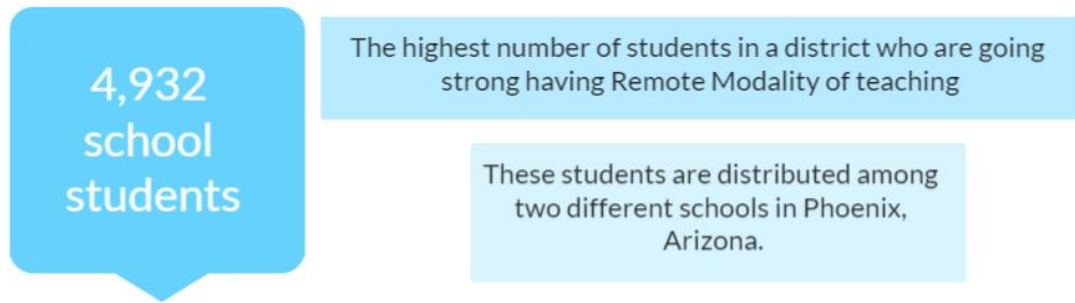 4,932
school
students
The highest number of students in a district who are going
strong having Remote Modality of teaching
These students are distributed among
two different schools in Phoenix,
Arizona.